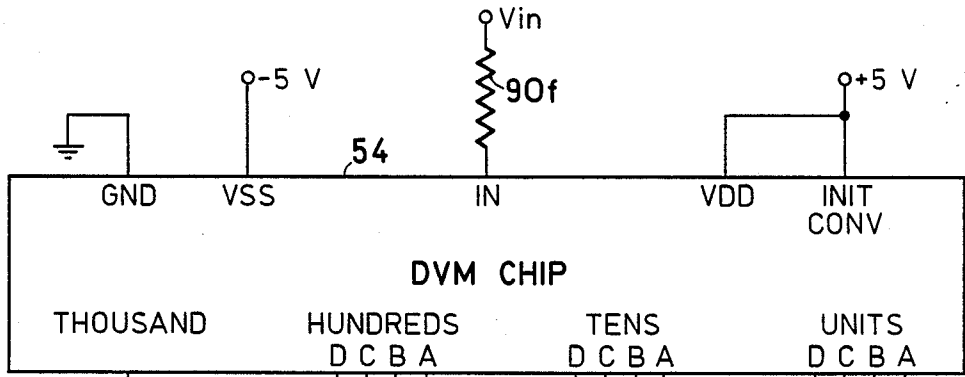 Vin
-5 V
90f
+5 V
54
GND VSS IN VDD INIT
CONV
DVM CHIP
THOUSAND HUNDREDS TENS UNITS
D C B A D C B A D C B A